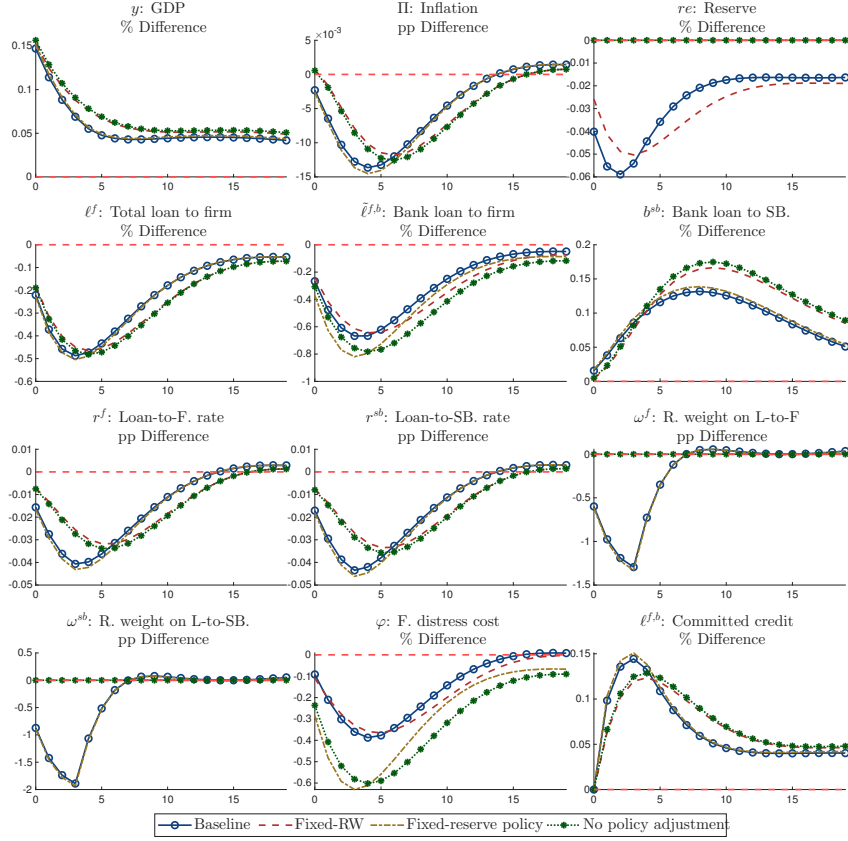 y: GDP
% Difference
0.15
0.1
0.05
0
0 5 10 15
Π: Inflation
pp Difference
×10⁻³
5
0
-5
-10
-15
0 5 10 15
re: Reserve
% Difference
0
-0.01
-0.02
-0.03
-0.04
-0.05
-0.06
0 5 10 15
ℓ^f: Total loan to firm
% Difference
0
-0.1
-0.2
-0.3
-0.4
-0.5
-0.6
0 5 10 15
ℓ̃^{f,b}: Bank loan to firm
% Difference
0
-0.2
-0.4
-0.6
-0.8
-1
0 5 10 15
b^{sb}: Bank loan to SB.
% Difference
0.2
0.15
0.1
0.05
0
0 5 10 15
r^f: Loan-to-F. rate
pp Difference
0.01
0
-0.01
-0.02
-0.03
-0.04
-0.05
0 5 10 15
r^{sb}: Loan-to-SB. rate
pp Difference
0.01
0
-0.01
-0.02
-0.03
-0.04
-0.05
0 5 10 15
ω^f: R. weight on L-to-F
pp Difference
0
-0.5
-1
-1.5
0 5 10 15
ω^{sb}: R. weight on L-to-SB.
pp Difference
0.5
0
-0.5
-1
-1.5
-2
0 5 10 15
φ: F. distress cost
% Difference
0
-0.1
-0.2
-0.3
-0.4
-0.5
-0.6
0 5 10 15
ℓ^{f,b}: Committed credit
% Difference
0.15
0.1
0.05
0
0 5 10 15
Baseline Fixed-RW Fixed-reserve policy No policy adjustment